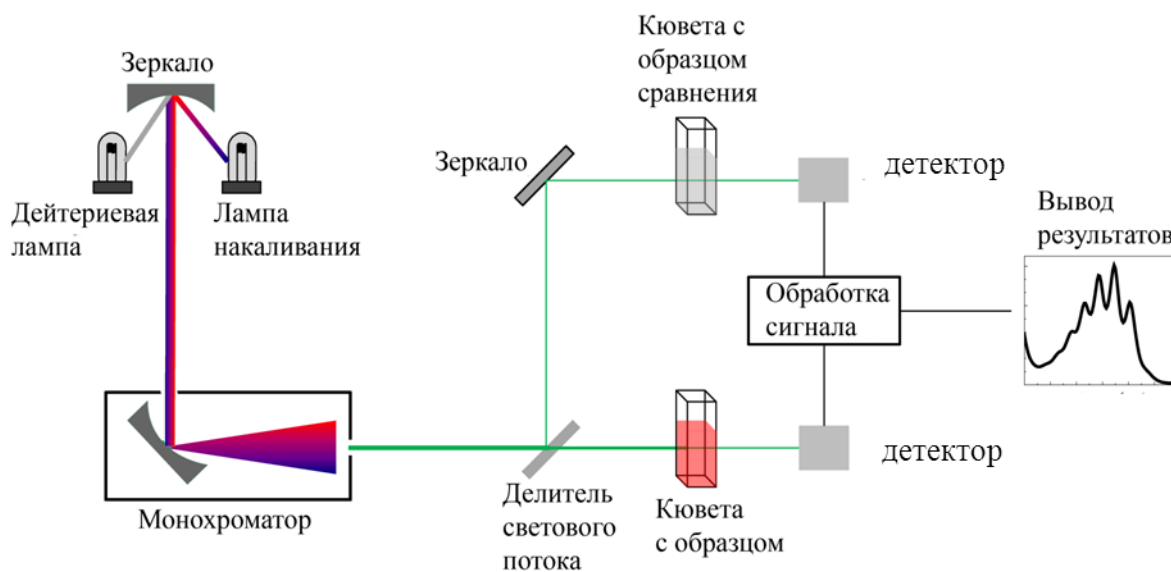 Зеркало
Дейтериевая
лампа
Лампа
накаливания
Монохроматор
Зеркало
Делитель
светового
потока
Кювета с
образцом
сравнения
Кювета
с образцом
детектор
детектор
Обработка
сигнала
Вывод
результатов